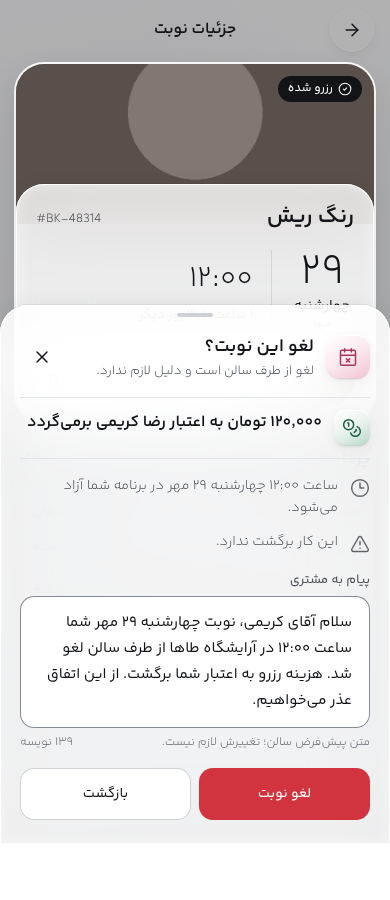 جزئیات نوبت
رزرو شده
رنگ ریش
#BK-48314
۲۹
۱۲:۰۰
چهارشنبه
لغو این نوبت؟
لغو از طرف سالن است و دلیل لازم ندارد.
۱۲۰,۰۰۰ تومان به اعتبار رضا کریمی برمی‌گردد
ساعت ۱۲:۰۰ چهارشنبه ۲۹ مهر در برنامه شما آزاد
می‌شود.
این کار برگشت ندارد.
پیام به مشتری
سلام آقای کریمی، نوبت چهارشنبه ۲۹ مهر شما
ساعت ۱۲:۰۰ در آرایشگاه طاها از طرف سالن لغو
شد. هزینه رزرو به اعتبار شما برگشت. از این اتفاق
عذر می‌خواهیم.
متن پیش‌فرض سالن؛ تغییرش لازم نیست.
۱۳۹ نویسه
لغو نوبت
بازگشت